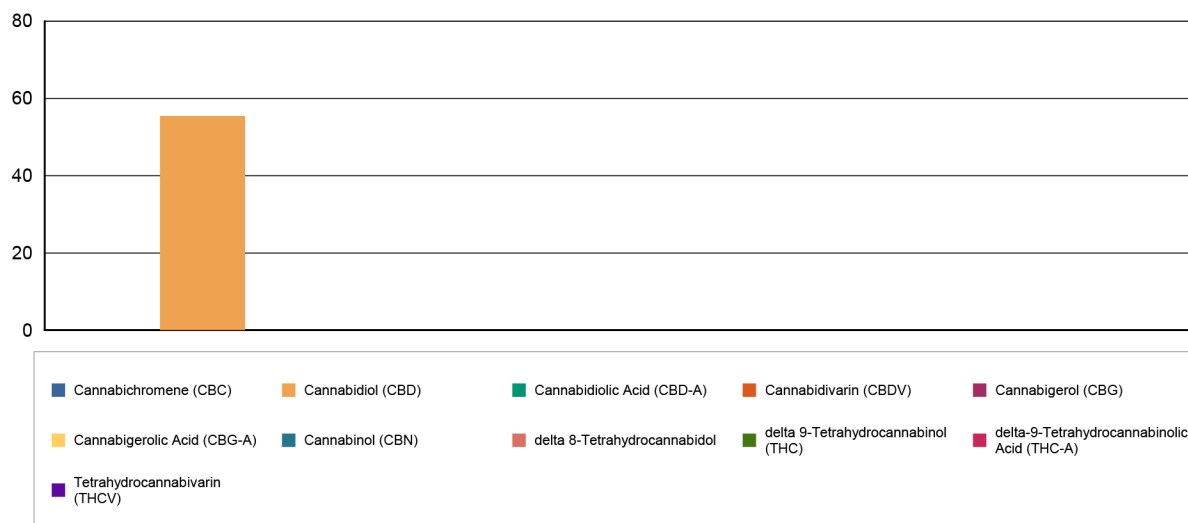 80
60
40
20
0
Cannabichromene (CBC)
Cannabidiol (CBD)
Cannabidiolic Acid (CBD-A)
Cannabidivarin (CBDV)
Cannabigerol (CBG)
Cannabigerolic Acid (CBG-A)
Cannabinol (CBN)
delta 8-Tetrahydrocannabidol
delta 9-Tetrahydrocannabinol
(THC)
delta-9-Tetrahydrocannabinolic
Acid (THC-A)
Tetrahydrocannabivarin
(THCV)